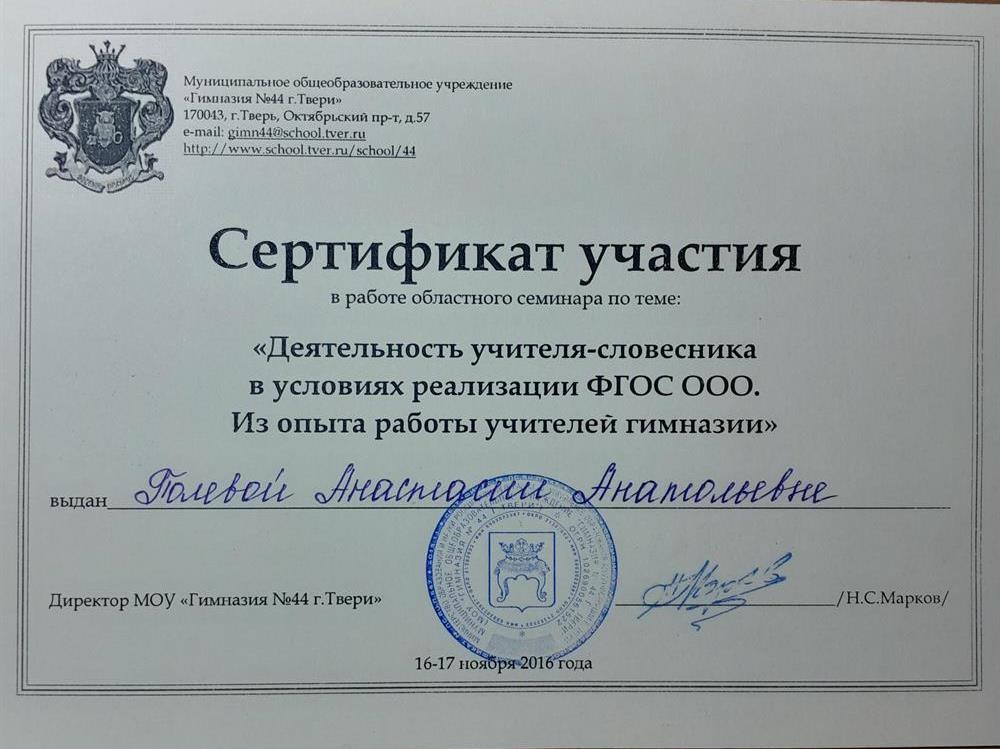 Муниципальное общеобразовательное учреждение
«Гимназия №44 г.Твери»
170043, г.Тверь, Октябрьский пр-т, д.57
e-mail: gimn44@school.tver.ru
http://www.school.tver.ru/school/44
Сертификат участия
в работе областного семинара по теме:
«Деятельность учителя-словесника
в условиях реализации ФГОС ООО.
Из опыта работы учителей гимназии»
выдан Полевой Анастасии Анатольевне
Директор МОУ «Гимназия №44 г.Твери» /Н.С.Марков/
16-17 ноября 2016 года